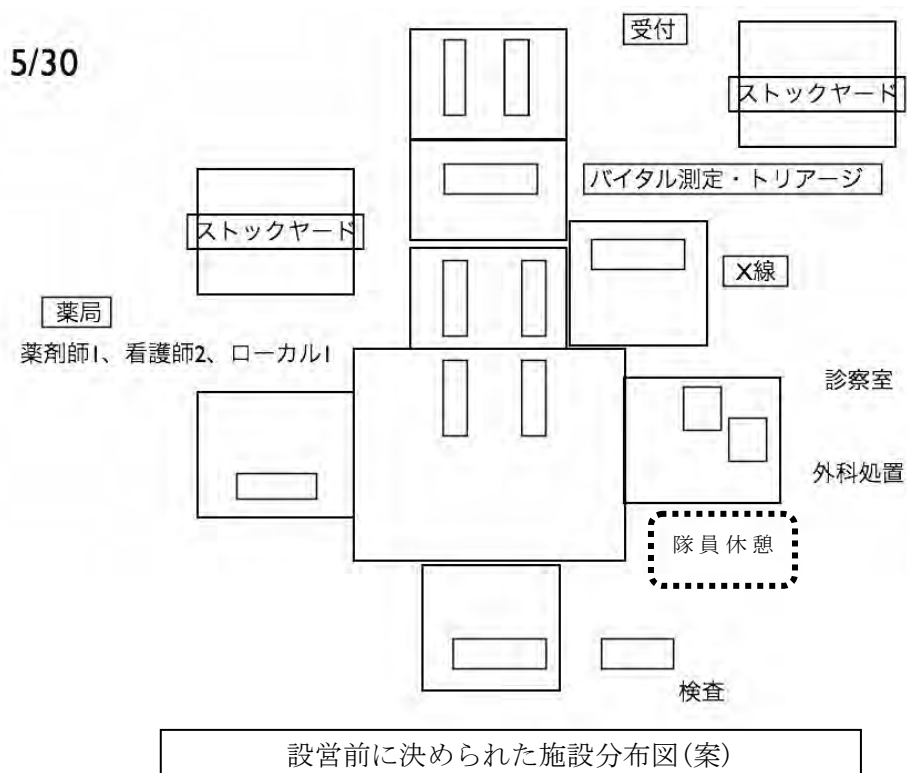 5/30
受付
ストックヤード
バイタル測定・トリアージ
ストックヤード
X線
薬局
薬剤師1、看護師2、ローカル1
診察室
外科処置
隊員休憩
検査
設営前に決められた施設分布図(案)